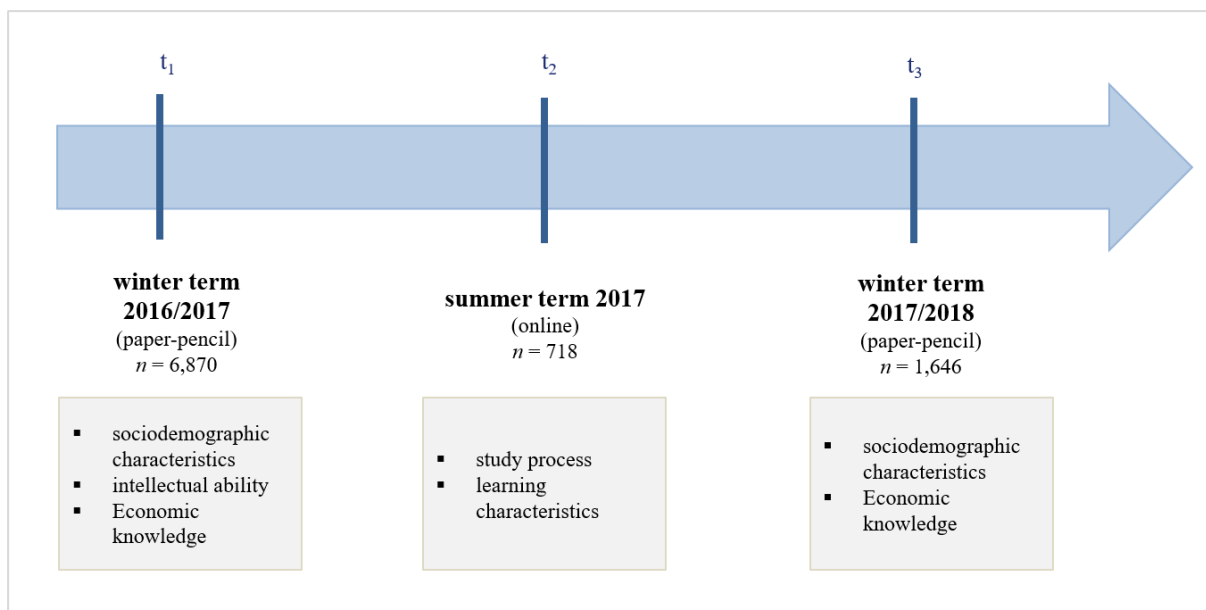 t₁
t₂
t₃
winter term
2016/2017
(paper-pencil)
n = 6,870
summer term 2017
(online)
n = 718
winter term
2017/2018
(paper-pencil)
n = 1,646
▪ sociodemographic
characteristics
▪ intellectual ability
▪ Economic
knowledge
▪ study process
▪ learning
characteristics
▪ sociodemographic
characteristics
▪ Economic
knowledge